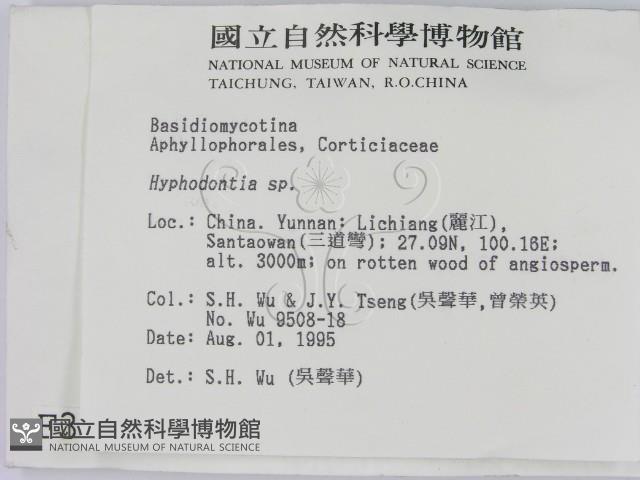 國立自然科學博物館
NATIONAL MUSEUM OF NATURAL SCIENCE
TAICHUNG, TAIWAN, R.O.CHINA
Basidiomycotina
Aphyllophorales, Corticiaceae
Hyphodontia sp.
Loc.: China. Yunnan: Lichiang(麗江),
Santaowan(三道彎); 27.09N, 100.16E;
alt. 3000m; on rotten wood of angiosperm.
Col.: S.H. Wu & J.Y. Tseng(吳聲華,曾榮英)
No. Wu 9508-18
Date: Aug. 01, 1995
Det.: S.H. Wu (吳聲華)
國立自然科學博物館
NATIONAL MUSEUM OF NATURAL SCIENCE